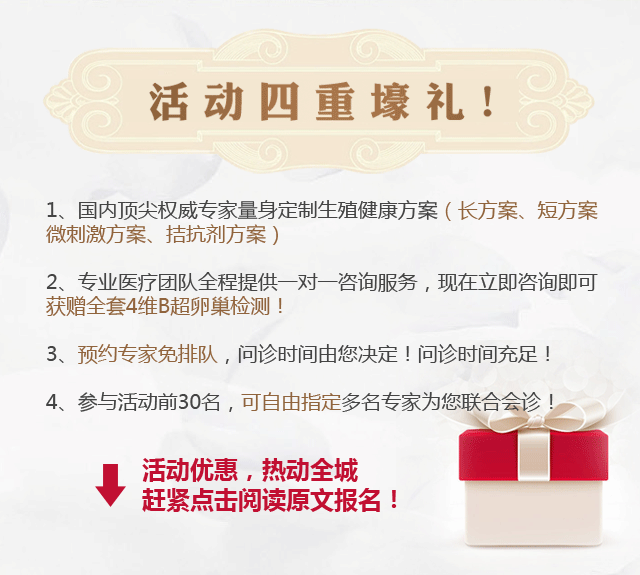 活动四重壕礼！
1、国内顶尖权威专家量身定制生殖健康方案（长方案、短方案
微刺激方案、拮抗剂方案）
2、专业医疗团队全程提供一对一咨询服务，现在立即咨询即可
获赠全套4维B超卵巢检测！
3、预约专家免排队，问诊时间由您决定！问诊时间充足！
4、参与活动前30名，可自由指定多名专家为您联合会诊！
活动优惠，热动全城
赶紧点击阅读原文报名！